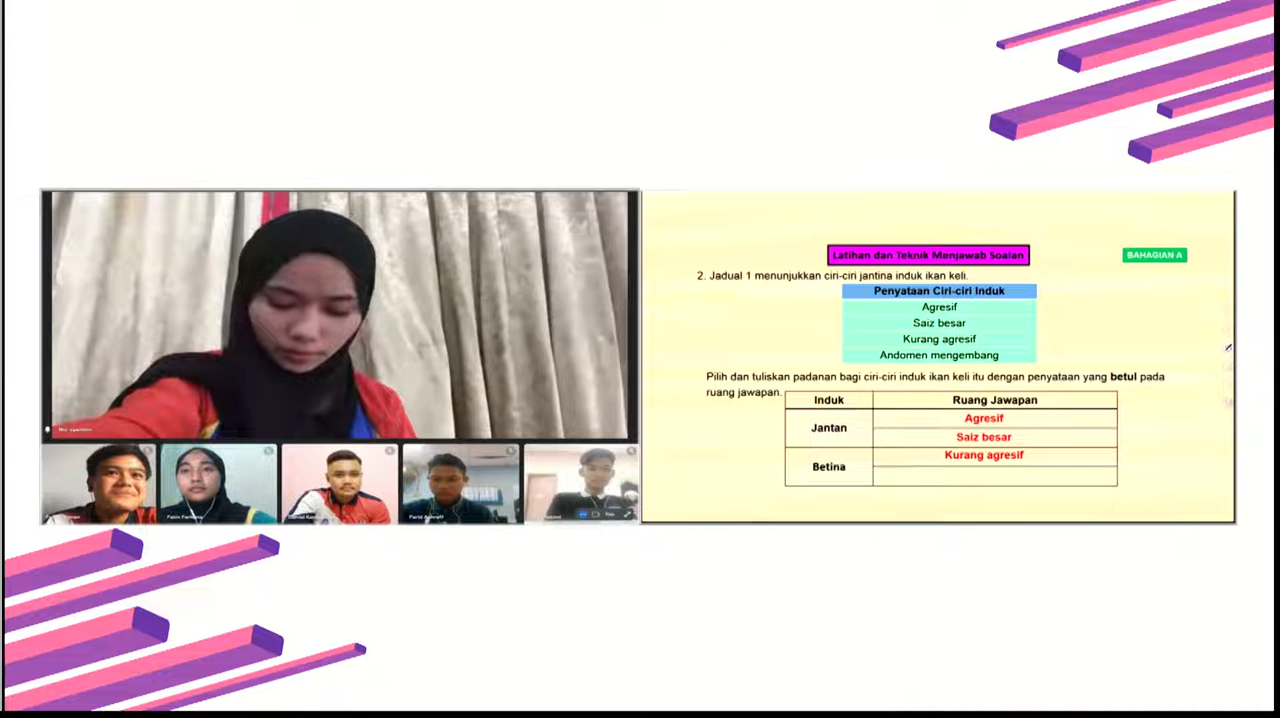 Latihan dan Teknik Menjawab Soalan
BAHAGIAN A
2. Jadual 1 menunjukkan ciri-ciri jantina induk ikan keli.
Penyataan Ciri-ciri Induk
Agresif
Saiz besar
Kurang agresif
Andomen mengembang
Pilih dan tuliskan padanan bagi ciri-ciri induk ikan keli itu dengan penyataan yang betul pada
ruang jawapan.
Induk
Ruang Jawapan
Jantan
Agresif
Saiz besar
Betina
Kurang agresif